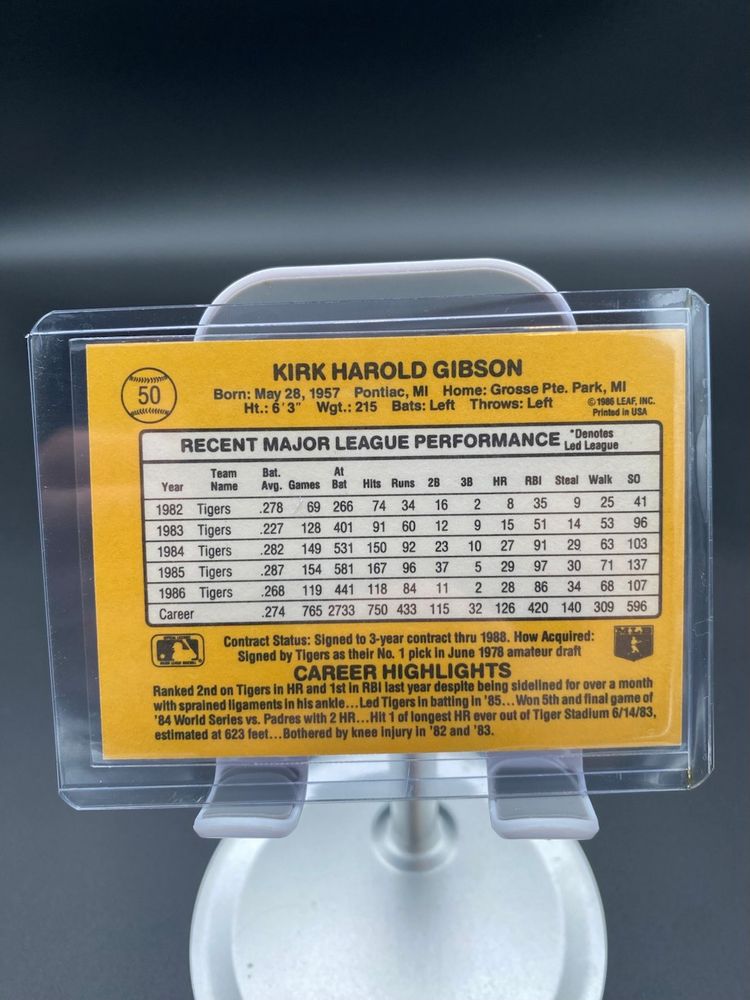 50
KIRK HAROLD GIBSON
Born: May 28, 1957 Pontiac, MI Home: Grosse Pte. Park, MI
Ht.: 6'3" Wgt.: 215 Bats: Left Throws: Left
©1986 LEAF, INC.
Printed in USA
RECENT MAJOR LEAGUE PERFORMANCE *Denotes Led League
Year Team Name Bat. Avg. Games At Bat Hits Runs 2B 3B HR RBI Steal Walk SO
1982 Tigers .278 69 266 74 34 16 2 8 35 9 25 41
1983 Tigers .227 128 401 91 60 12 9 15 51 14 53 96
1984 Tigers .282 149 531 150 92 23 10 27 91 29 63 103
1985 Tigers .287 154 581 167 96 37 5 29 97 30 71 137
1986 Tigers .268 119 441 118 84 11 2 28 86 34 68 107
Career .274 765 2733 750 433 115 32 126 420 140 309 596
Contract Status: Signed to 3-year contract thru 1988. How Acquired:
Signed by Tigers as their No. 1 pick in June 1978 amateur draft
MLB
CAREER HIGHLIGHTS
Ranked 2nd on Tigers in HR and 1st in RBI last year despite being sidelined for over a month
with sprained ligaments in his ankle...Led Tigers in batting in '85...Won 5th and final game of
'84 World Series vs. Padres with 2 HR...Hit 1 of longest HR ever out of Tiger Stadium 6/14/83,
estimated at 623 feet...Bothered by knee injury in '82 and '83.